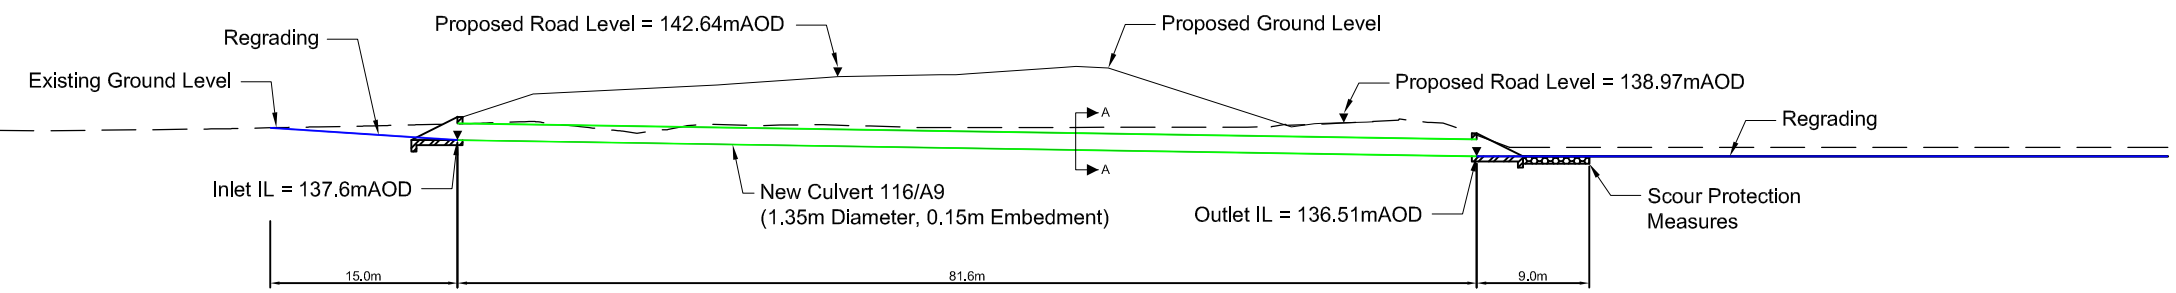 Proposed Road Level = 142.64mAOD
Proposed Ground Level
Regrading
Existing Ground Level
Proposed Road Level = 138.97mAOD
A
A
Regrading
Inlet IL = 137.6mAOD
New Culvert 116/A9
(1.35m Diameter, 0.15m Embedment)
Outlet IL = 136.51mAOD
Scour Protection
Measures
15.0m
81.6m
9.0m